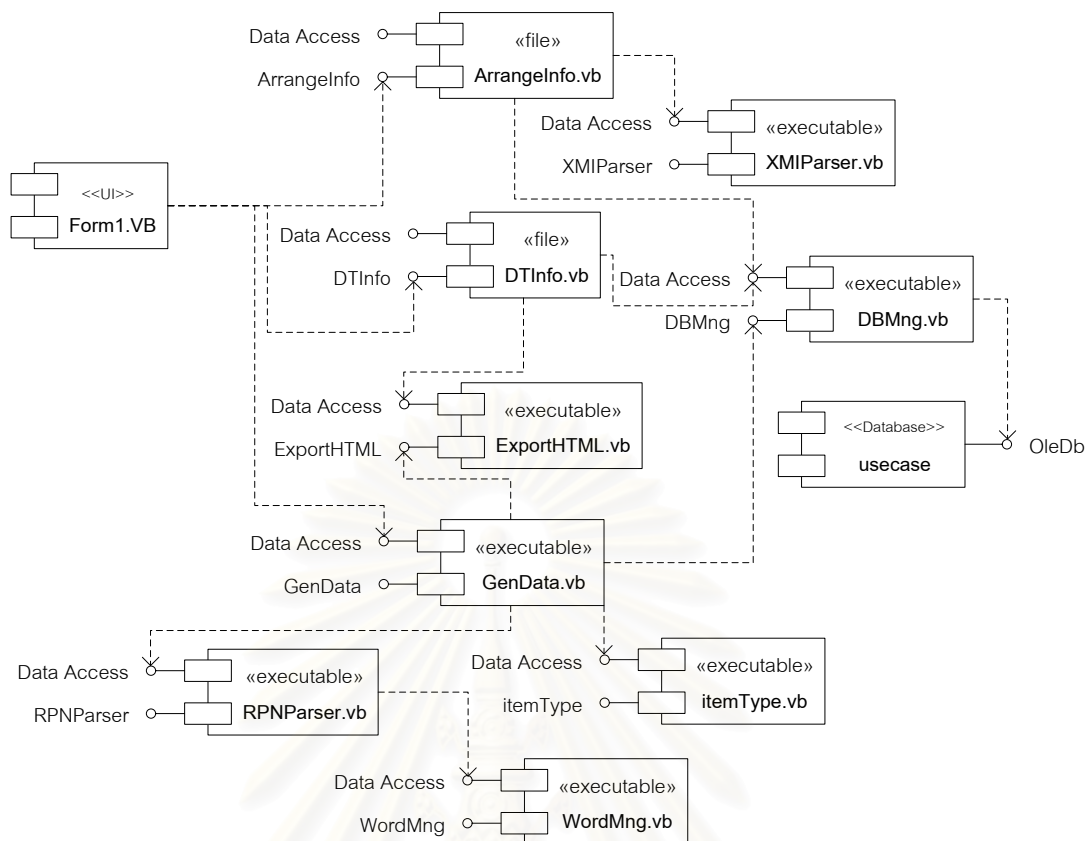 Data Access
«file»
ArrangeInfo
ArrangeInfo.vb
Data Access
«executable»
XMIParser
XMIParser.vb
<<UI>>
Form1.VB
Data Access
«file»
DTInfo
DTInfo.vb
Data Access
«executable»
DBMng
DBMng.vb
Data Access
«executable»
ExportHTML
ExportHTML.vb
<<Database>>
usecase
OleDb
Data Access
«executable»
GenData
GenData.vb
Data Access
«executable»
RPNParser
RPNParser.vb
Data Access
«executable»
itemType
itemType.vb
Data Access
«executable»
WordMng
WordMng.vb